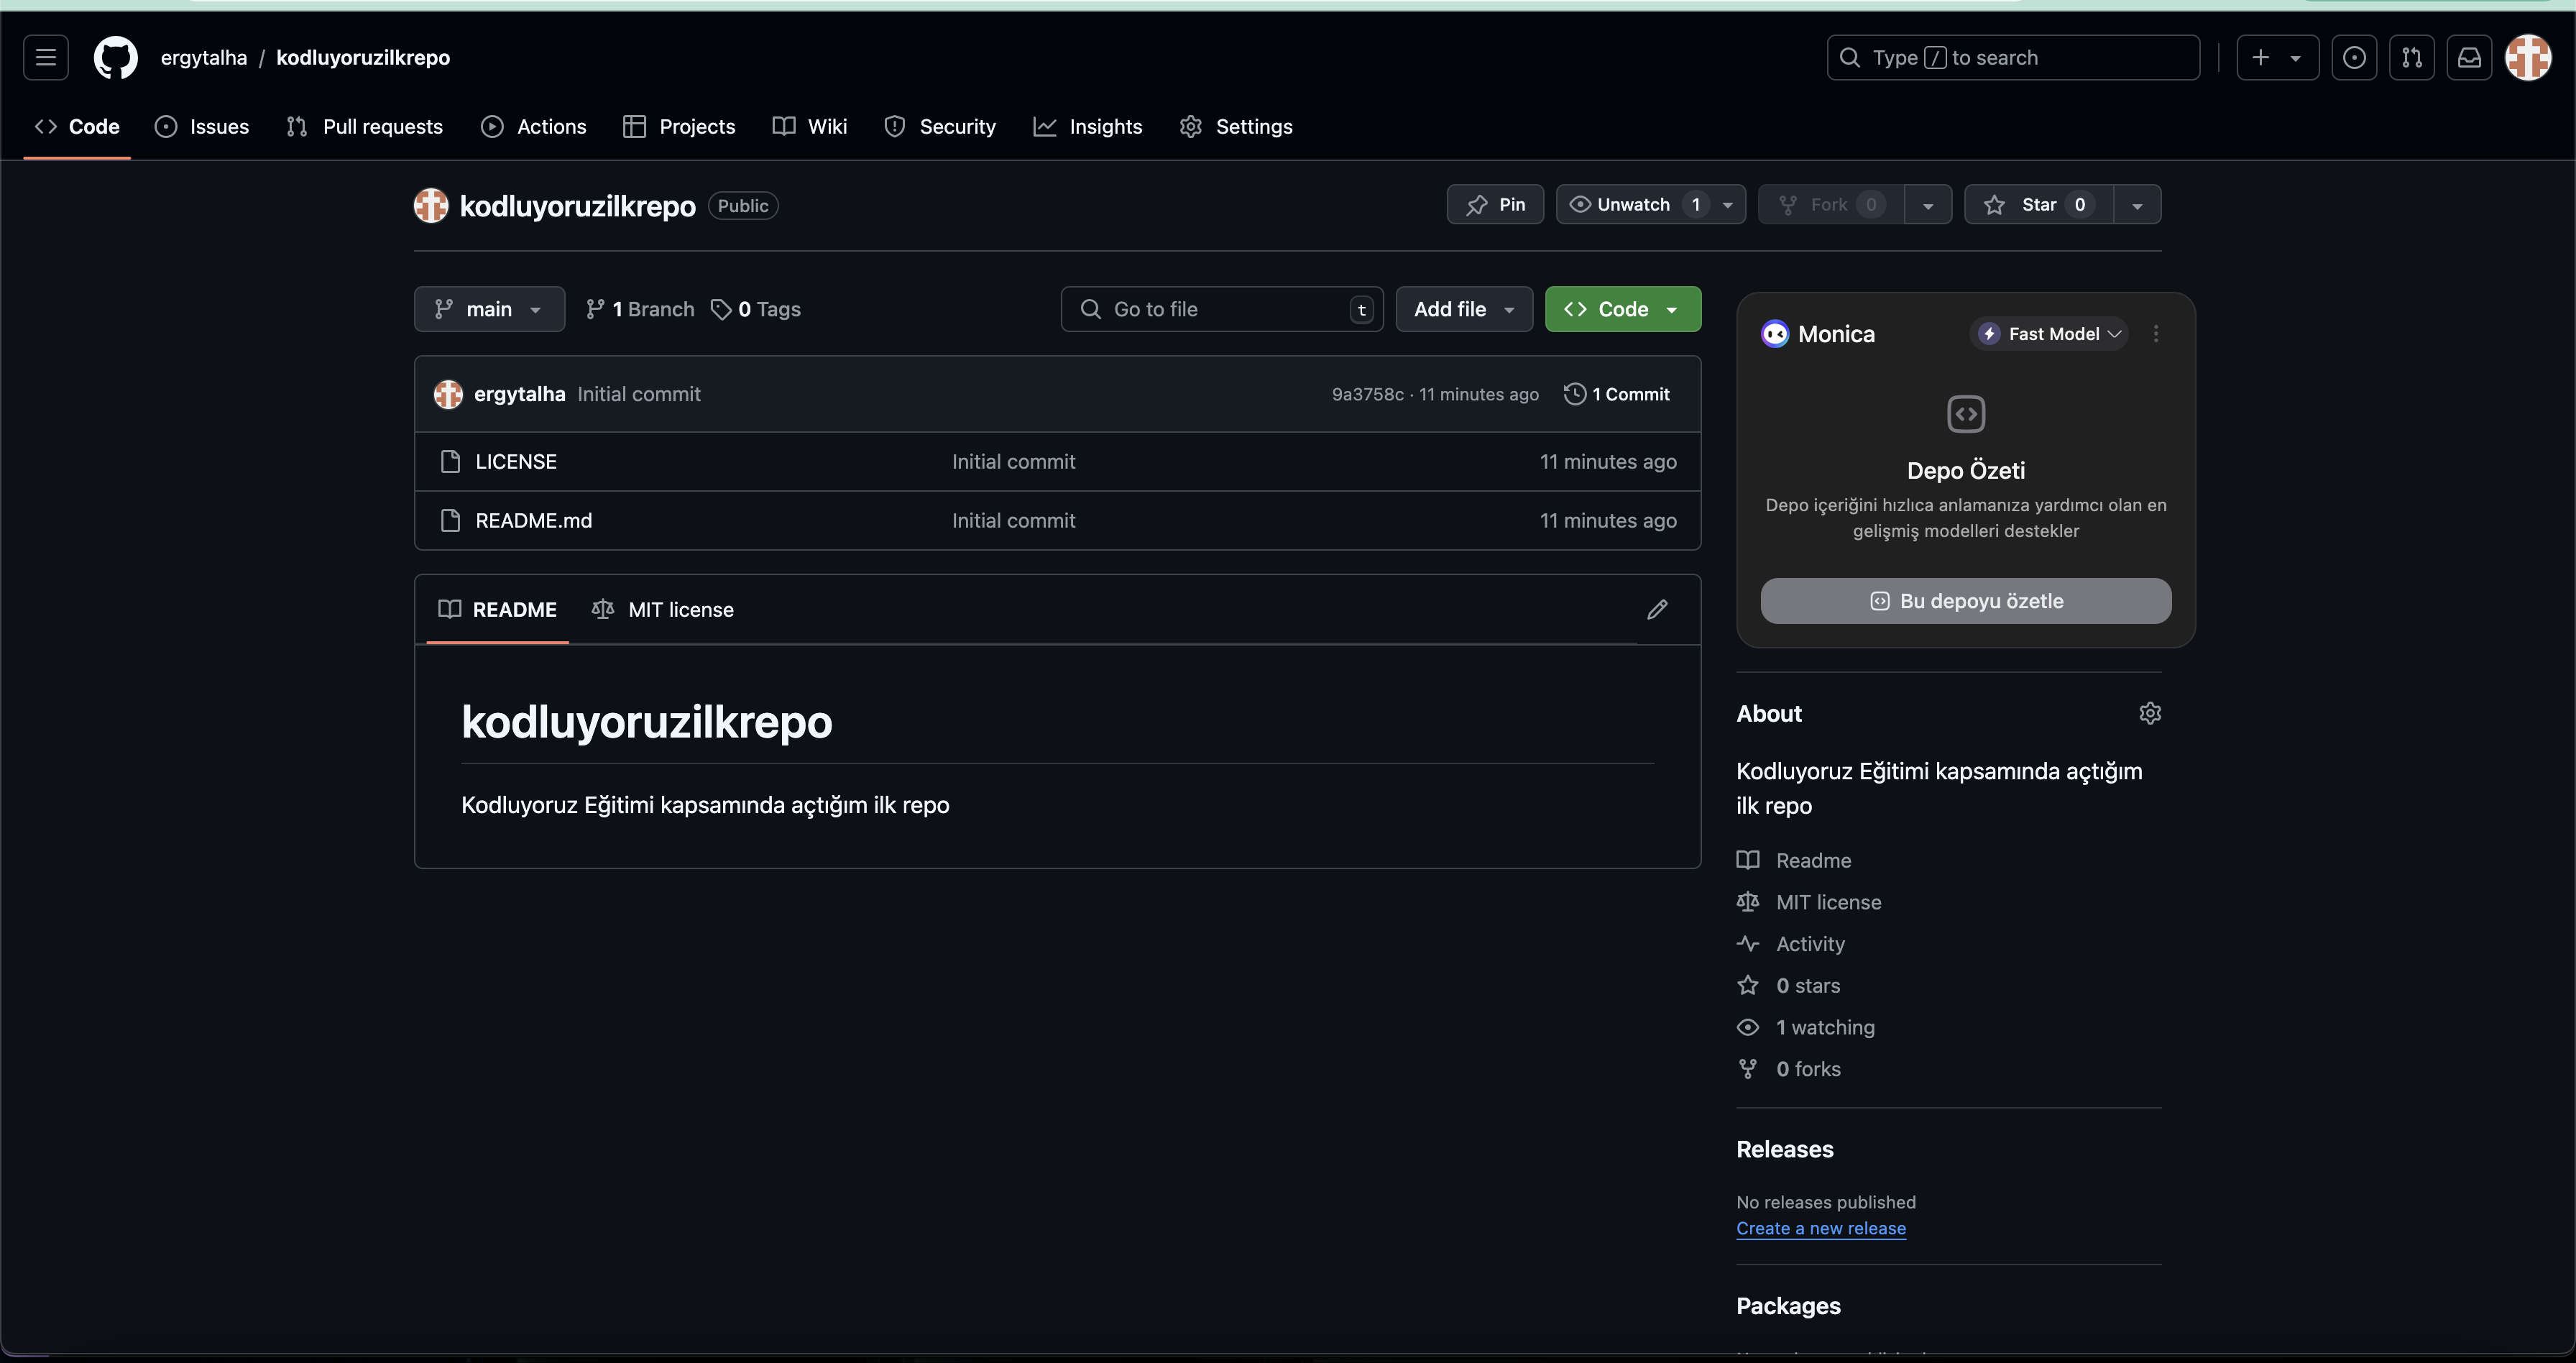 ergytalha / kodluyoruzilkrepo
Type / to search
Code Issues Pull requests Actions Projects Wiki Security Insights Settings
kodluyoruzilkrepo Public
Pin Unwatch 1 Fork 0 Star 0
main 1 Branch 0 Tags
Go to file t Add file Code
ergytalha Initial commit 9a3758c · 11 minutes ago 1 Commit
LICENSE Initial commit 11 minutes ago
README.md Initial commit 11 minutes ago
README MIT license
kodluyoruzilkrepo
Kodluyoruz Eğitimi kapsamında açtığım ilk repo
Monica Fast Model
Depo Özeti
Depo içeriğini hızlıca anlamanıza yardımcı olan en
gelişmiş modelleri destekler
Bu depoyu özetle
About
Kodluyoruz Eğitimi kapsamında açtığım
ilk repo
Readme
MIT license
Activity
0 stars
1 watching
0 forks
Releases
No releases published
Create a new release
Packages